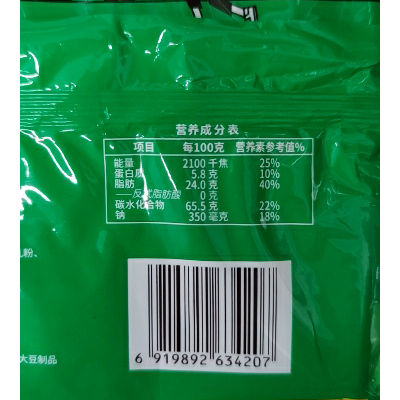 营养成分表
项目 每100克 营养素参考值%
能量 2100 千焦 25%
蛋白质 5.8 克 10%
脂肪 24.0 克 40%
——反式脂肪酸 0 克
碳水化合物 65.5 克 22%
钠 350 毫克 18%
乳粉、
大豆制品
6 919892 634207